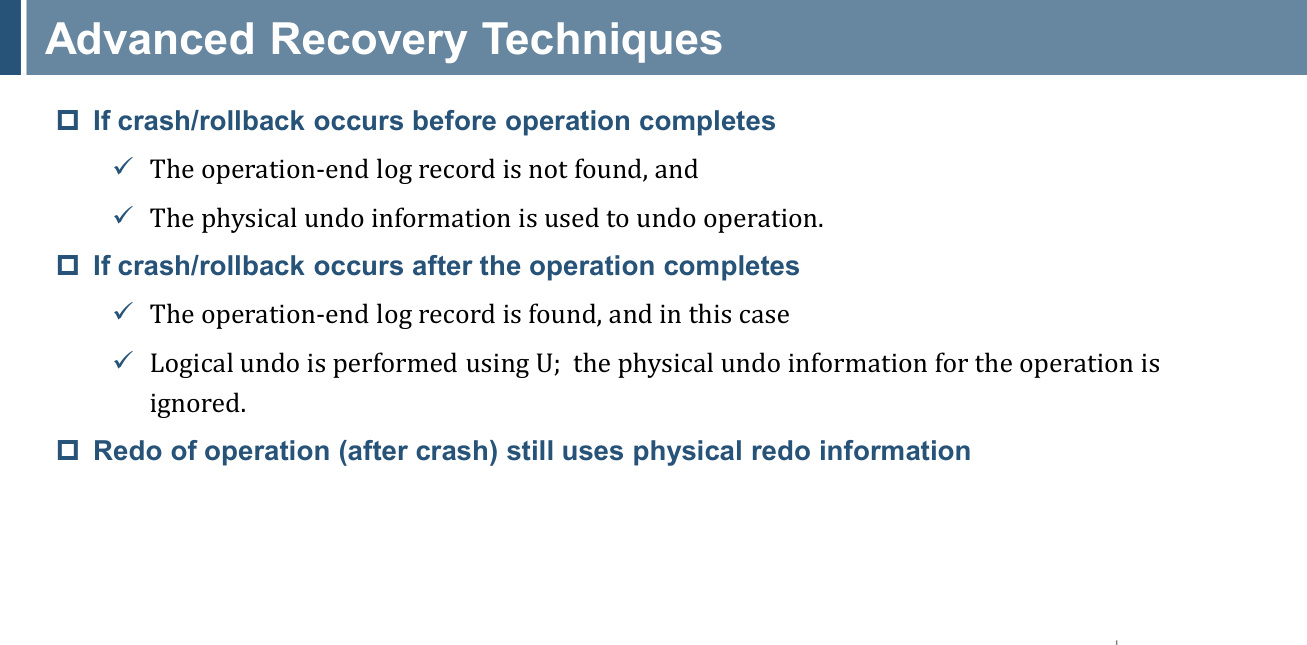 Advanced Recovery Techniques
If crash/rollback occurs before operation completes
The operation-end log record is not found, and
The physical undo information is used to undo operation.
If crash/rollback occurs after the operation completes
The operation-end log record is found, and in this case
Logical undo is performed using U;  the physical undo information for the operation is
ignored.
Redo of operation (after crash) still uses physical redo information